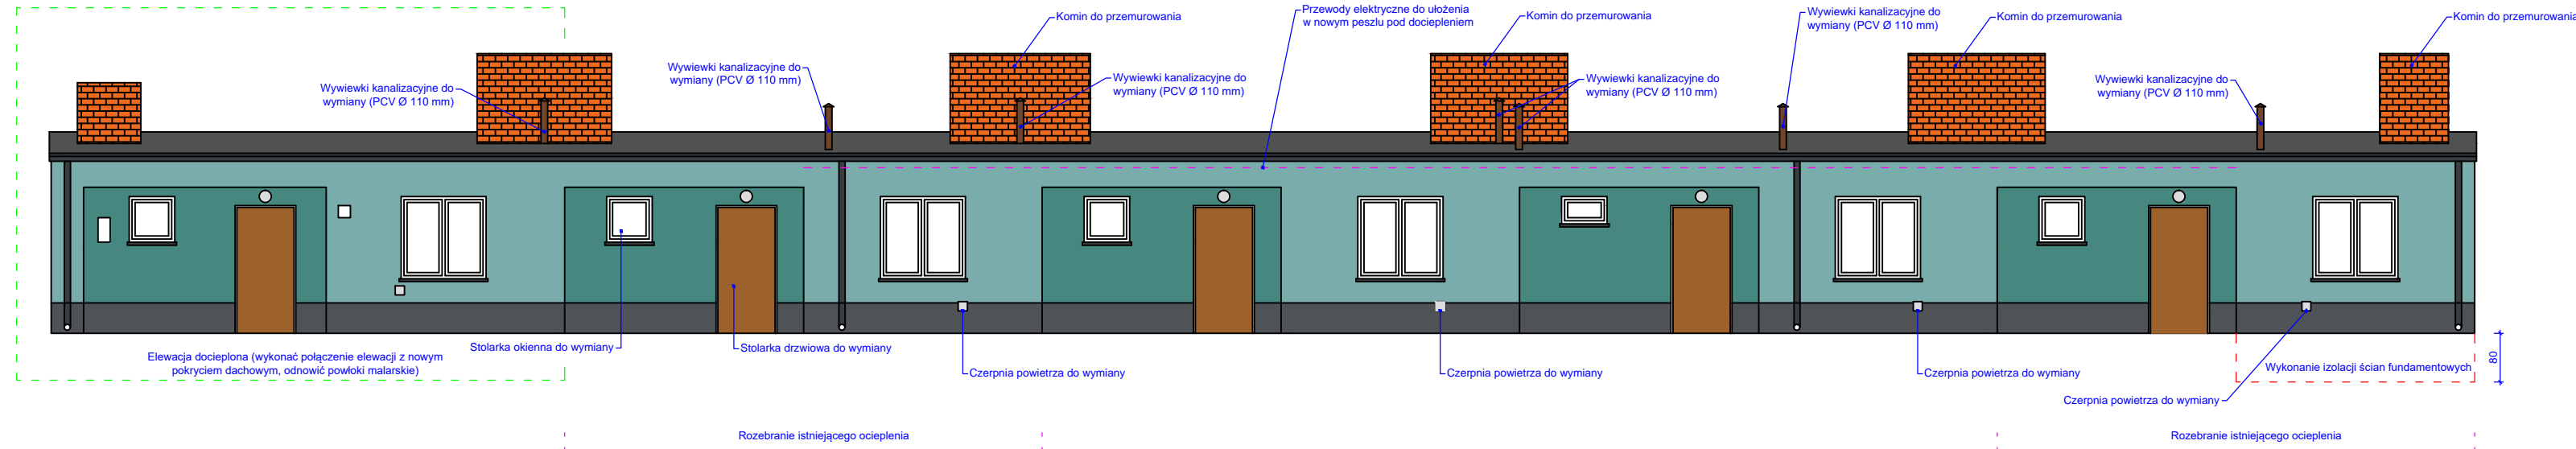 Komin do przemurowania
Przewody elektryczne do ułożenia
w nowym peszlu pod dociepleniem
Komin do przemurowania
Wywiewki kanalizacyjne do
wymiany (PCV Ø 110 mm)
Komin do przemurowania
Komin do przemurowania
Wywiewki kanalizacyjne do
wymiany (PCV Ø 110 mm)
Wywiewki kanalizacyjne do
wymiany (PCV Ø 110 mm)
Wywiewki kanalizacyjne do
wymiany (PCV Ø 110 mm)
Wywiewki kanalizacyjne do
wymiany (PCV Ø 110 mm)
Wywiewki kanalizacyjne do
wymiany (PCV Ø 110 mm)
Elewacja docieplona (wykonać połączenie elewacji z nowym
pokryciem dachowym, odnowić powłoki malarskie)
Stolarka okienna do wymiany
Stolarka drzwiowa do wymiany
Czerpnia powietrza do wymiany
Czerpnia powietrza do wymiany
Czerpnia powietrza do wymiany
Wykonanie izolacji ścian fundamentowych
80
Czerpnia powietrza do wymiany
Rozebranie istniejącego ocieplenia
Rozebranie istniejącego ocieplenia